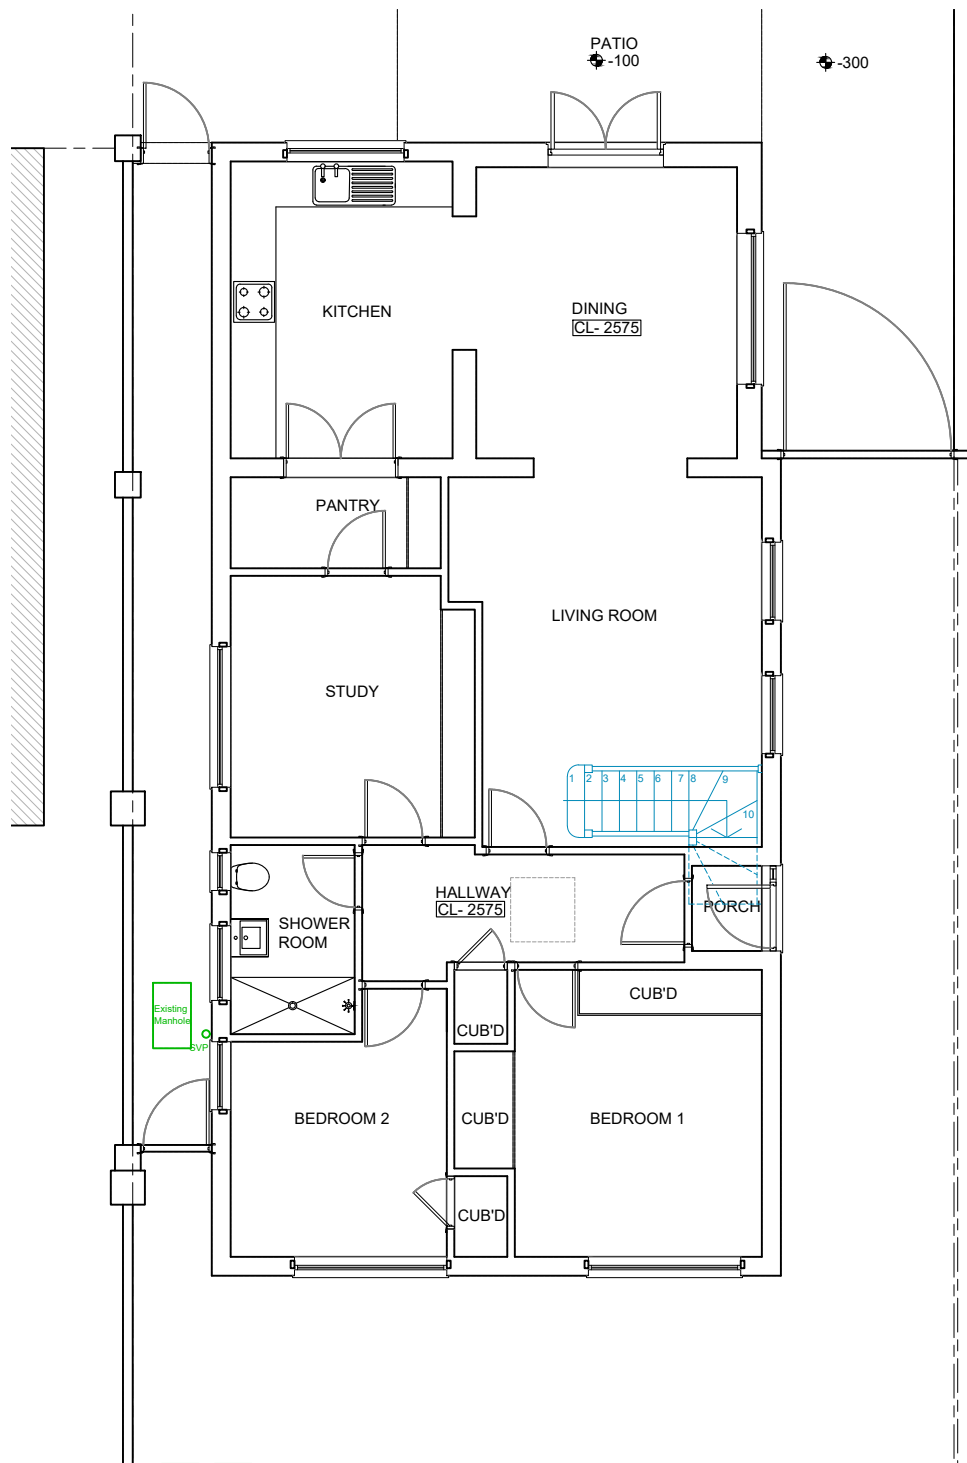 PATIO
-100
-300
KITCHEN
DINING
CL- 2575
PANTRY
LIVING ROOM
STUDY
1 2 3 4 5 6 7 8 9
10
HALLWAY
CL- 2575
PORCH
SHOWER
ROOM
CUB'D
Existing
Manhole
SVP
CUB'D
BEDROOM 2
CUB'D
BEDROOM 1
CUB'D